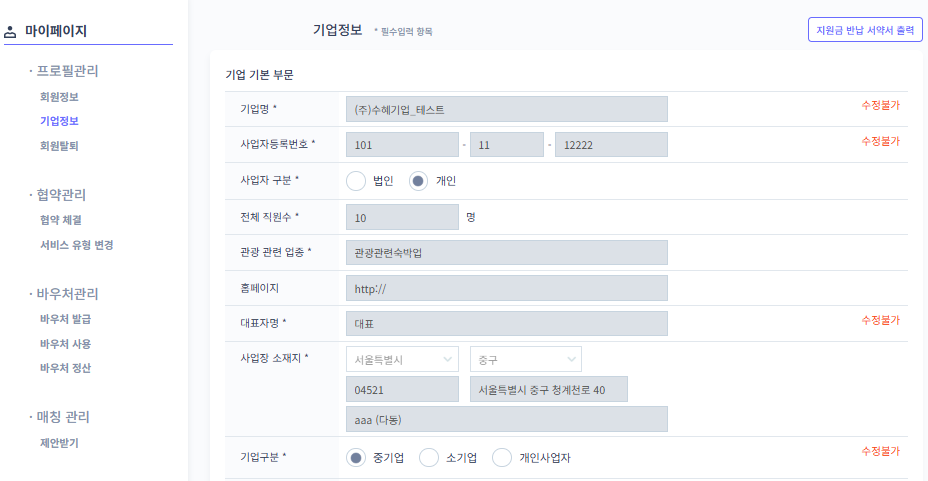 마이페이지
· 프로필관리
회원정보
기업정보
회원탈퇴
· 협약관리
협약 체결
서비스 유형 변경
· 바우처관리
바우처 발급
바우처 사용
바우처 정산
· 매칭 관리
제안받기
기업정보 * 필수입력 항목
지원금 반납 서약서 출력
기업 기본 부문
기업명 * (주)수혜기업_테스트 수정불가
사업자등록번호 * 101 - 11 - 12222 수정불가
사업자 구분 * 법인 개인
전체 직원수 * 10 명
관광 관련 업종 * 관광관련숙박업
홈페이지 http://
대표자명 * 대표 수정불가
사업장 소재지 * 서울특별시 중구
04521 서울특별시 중구 청계천로 40
aaa (다동)
기업구분 * 중기업 소기업 개인사업자 수정불가